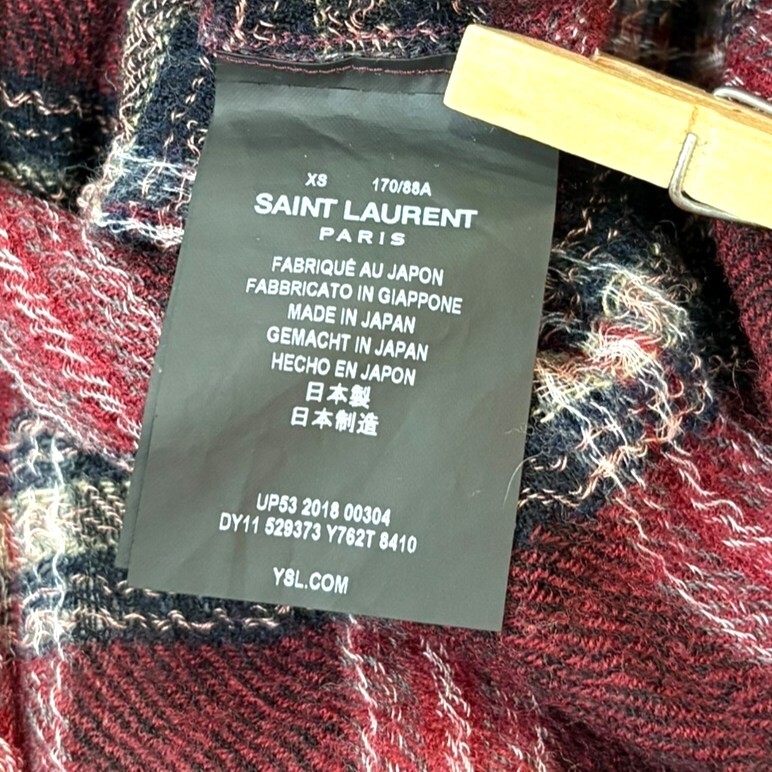 XS 170/88A
SAINT LAURENT
PARIS
FABRIQUÉ AU JAPON
FABBRICATO IN GIAPPONE
MADE IN JAPAN
GEMACHT IN JAPAN
HECHO EN JAPON
日本製
日本制造
UP53 2018 00304
DY11 529373 Y762T 8410
YSL.COM